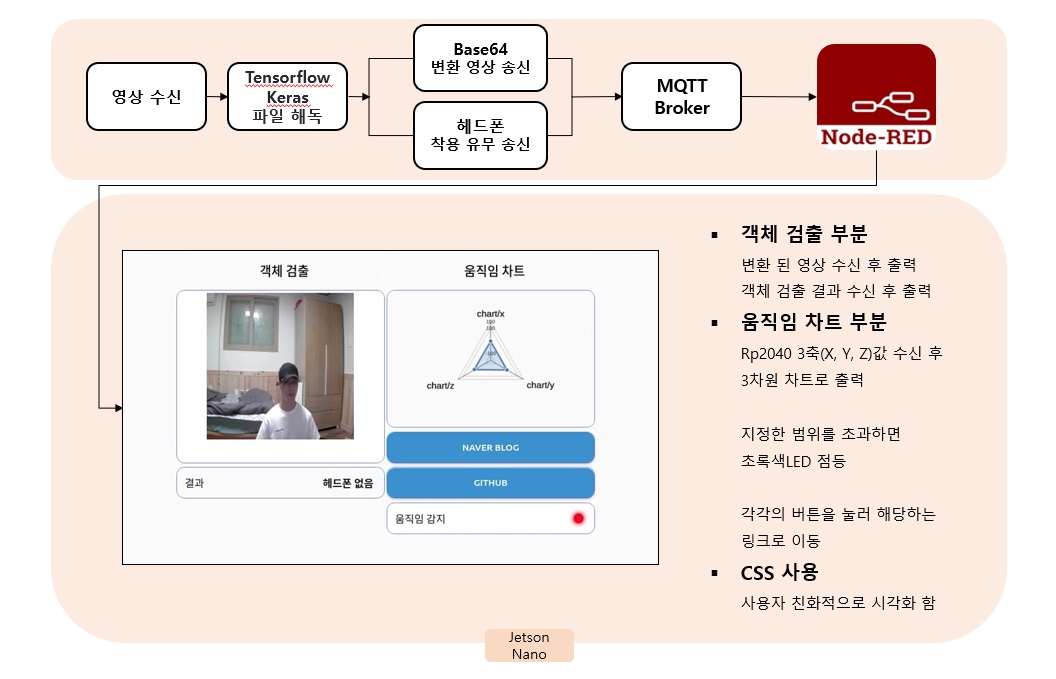 영상 수신
Tensorflow
Keras
파일 해독
Base64
변환 영상 송신
헤드폰
착용 유무 송신
MQTT
Broker
Node-RED
객체 검출
움직임 차트
chart/x
150
100
chart/z
chart/y
NAVER BLOG
결과
헤드폰 없음
GITHUB
움직임 감지
▪ 객체 검출 부분
변환 된 영상 수신 후 출력
객체 검출 결과 수신 후 출력
▪ 움직임 차트 부분
Rp2040 3축(X, Y, Z)값 수신 후
3차원 차트로 출력
지정한 범위를 초과하면
초록색LED 점등
각각의 버튼을 눌러 해당하는
링크로 이동
▪ CSS 사용
사용자 친화적으로 시각화 함
Jetson
Nano